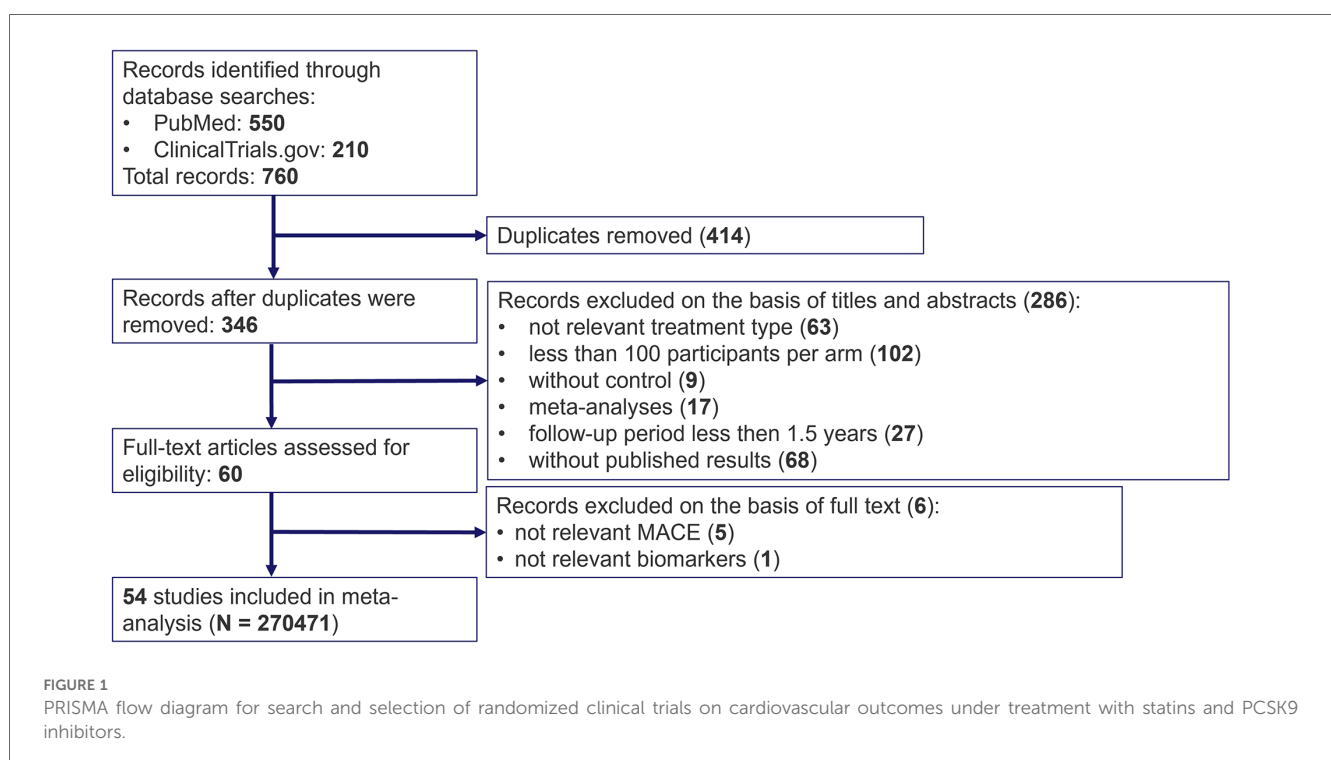 Records identified through
database searches:
• PubMed: 550
• ClinicalTrials.gov: 210
Total records: 760
Duplicates removed (414)
Records after duplicates were
removed: 346
Records excluded on the basis of titles and abstracts (286):
• not relevant treatment type (63)
• less than 100 participants per arm (102)
• without control (9)
• meta-analyses (17)
• follow-up period less then 1.5 years (27)
• without published results (68)
Full-text articles assessed for
eligibility: 60
Records excluded on the basis of full text (6):
• not relevant MACE (5)
• not relevant biomarkers (1)
54 studies included in meta-
analysis (N = 270471)
FIGURE 1
PRISMA flow diagram for search and selection of randomized clinical trials on cardiovascular outcomes under treatment with statins and PCSK9
inhibitors.